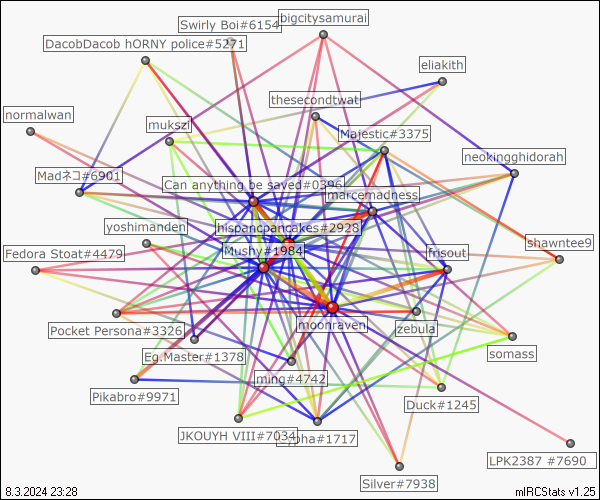 Swirly Boi#6154
bigcitysamurai
DacobDacob hORNY police#5271
eliakith
thesecondtwat
normalwan
mukszi
Majestic#3375
neokingghidorah
Madネコ#6901
Can anything be saved#0396
marcemadness
yoshimanden
hispancpancakes#2928
Fedora Stoat#4479
Mushy#1984
frisout
shawntee9
Pocket Persona#3326
moonraven
zebula
Eg.Master#1378
somass
ming#4742
Pikabro#9971
Duck#1245
JKOUYH VIII#7034
#1717
LPK2387 #7690
Silver#7938
8.3.2024 23:28
mIRCStats v1.25